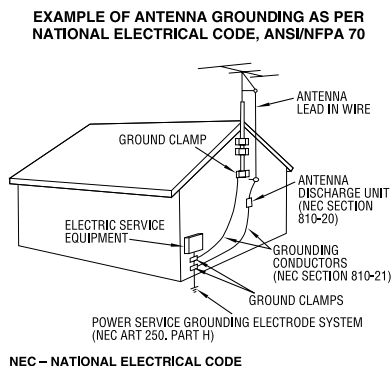 EXAMPLE OF ANTENNA GROUNDING AS PER
NATIONAL ELECTRICAL CODE, ANSI/NFPA 70
ANTENNA
LEAD IN WIRE
GROUND CLAMP
ANTENNA
DISCHARGE UNIT
(NEC SECTION
810-20)
ELECTRIC SERVICE
EQUIPMENT
GROUNDING
CONDUCTORS
(NEC SECTION 810-21)
GROUND CLAMPS
POWER SERVICE GROUNDING ELECTRODE SYSTEM
(NEC ART 250. PART H)
NEC – NATIONAL ELECTRICAL CODE